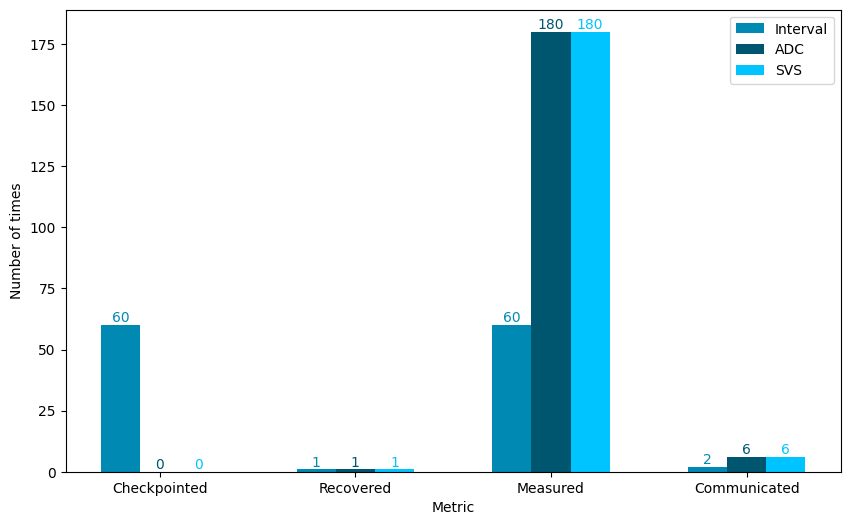 180 180
Interval
ADC
SVS
175
150
125
100
75
50
25
0
Number of times
60
0
0
1
1
1
60
2
6
6
Checkpointed
Recovered
Measured
Communicated
Metric